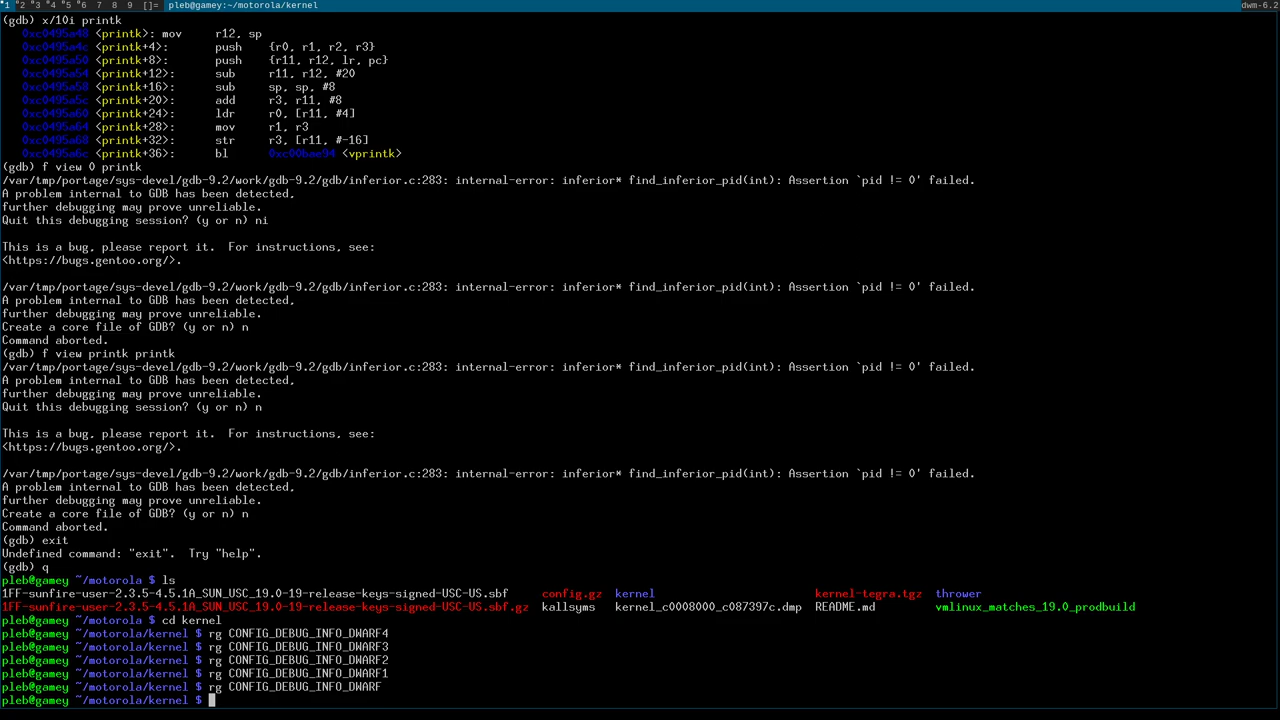 1 2 3 4 5 6 7 8 9 []= pleb@gamey:~/motorola/kernel dwm-6.2
(gdb) x/10i printk
0xc0495a48 <printk>: mov r12, sp
0xc0495a4c <printk+4>: push {r0, r1, r2, r3}
0xc0495a50 <printk+8>: push {r11, r12, lr, pc}
0xc0495a54 <printk+12>: sub r11, r12, #20
0xc0495a58 <printk+16>: sub sp, sp, #8
0xc0495a5c <printk+20>: add r3, r11, #8
0xc0495a60 <printk+24>: ldr r0, [r11, #4]
0xc0495a64 <printk+28>: mov r1, r3
0xc0495a68 <printk+32>: str r3, [r11, #-16]
0xc0495a6c <printk+36>: bl 0xc00bae94 <vprintk>
(gdb) f view 0 printk
/var/tmp/portage/sys-devel/gdb-9.2/work/gdb-9.2/gdb/inferior.c:283: internal-error: inferior* find_inferior_pid(int): Assertion `pid != 0' failed.
A problem internal to GDB has been detected,
further debugging may prove unreliable.
Quit this debugging session? (y or n) ni
This is a bug, please report it.  For instructions, see:
<https://bugs.gentoo.org/>.
/var/tmp/portage/sys-devel/gdb-9.2/work/gdb-9.2/gdb/inferior.c:283: internal-error: inferior* find_inferior_pid(int): Assertion `pid != 0' failed.
A problem internal to GDB has been detected,
further debugging may prove unreliable.
Create a core file of GDB? (y or n) n
Command aborted.
(gdb) f view printk printk
/var/tmp/portage/sys-devel/gdb-9.2/work/gdb-9.2/gdb/inferior.c:283: internal-error: inferior* find_inferior_pid(int): Assertion `pid != 0' failed.
A problem internal to GDB has been detected,
further debugging may prove unreliable.
Quit this debugging session? (y or n) n
This is a bug, please report it.  For instructions, see:
<https://bugs.gentoo.org/>.
/var/tmp/portage/sys-devel/gdb-9.2/work/gdb-9.2/gdb/inferior.c:283: internal-error: inferior* find_inferior_pid(int): Assertion `pid != 0' failed.
A problem internal to GDB has been detected,
further debugging may prove unreliable.
Create a core file of GDB? (y or n) n
Command aborted.
(gdb) exit
Undefined command: "exit".  Try "help".
(gdb) q
pleb@gamey ~/motorola $ ls
1FF-sunfire-user-2.3.5-4.5.1A_SUN_USC_19.0-19-release-keys-signed-USC-US.sbf config.gz kernel kernel-tegra.tgz thrower
1FF-sunfire-user-2.3.5-4.5.1A_SUN_USC_19.0-19-release-keys-signed-USC-US.sbf.gz kallsyms kernel_c0008000_c087397c.dmp README.md vmlinux_matches_19.0_prodbuild
pleb@gamey ~/motorola $ cd kernel
pleb@gamey ~/motorola/kernel $ rg CONFIG_DEBUG_INFO_DWARF4
pleb@gamey ~/motorola/kernel $ rg CONFIG_DEBUG_INFO_DWARF3
pleb@gamey ~/motorola/kernel $ rg CONFIG_DEBUG_INFO_DWARF2
pleb@gamey ~/motorola/kernel $ rg CONFIG_DEBUG_INFO_DWARF1
pleb@gamey ~/motorola/kernel $ rg CONFIG_DEBUG_INFO_DWARF
pleb@gamey ~/motorola/kernel $